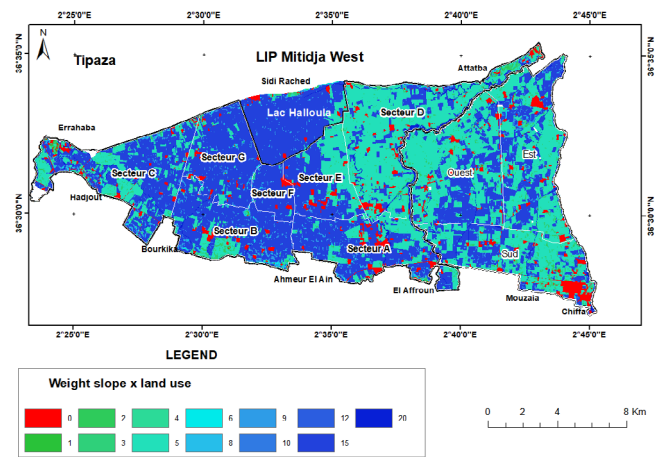 2°25'0"E 2°30'0"E 2°35'0"E 2°40'0"E 2°45'0"E
N
Tipaza
LIP Mitidja West
Attatba
Sidi Rached
Lac Halloula
Secteur D
Errahaba
Secteur G
Est
Secteur C
Secteur E
Ouest
Secteur F
Hadjout
Secteur B
Secteur A
Sud
Bourkika
Ahmeur El Ain
El Affroun
Mouzaia
Chiffa
36°35'0"N 36°35'0"N
36°30'0"N 36°30'0"N
2°25'0"E 2°30'0"E 2°35'0"E 2°40'0"E 2°45'0"E
LEGEND
Weight slope x land use
0 2 4 6 9 12 20
1 3 5 8 10 15
0 2 4 8 Km